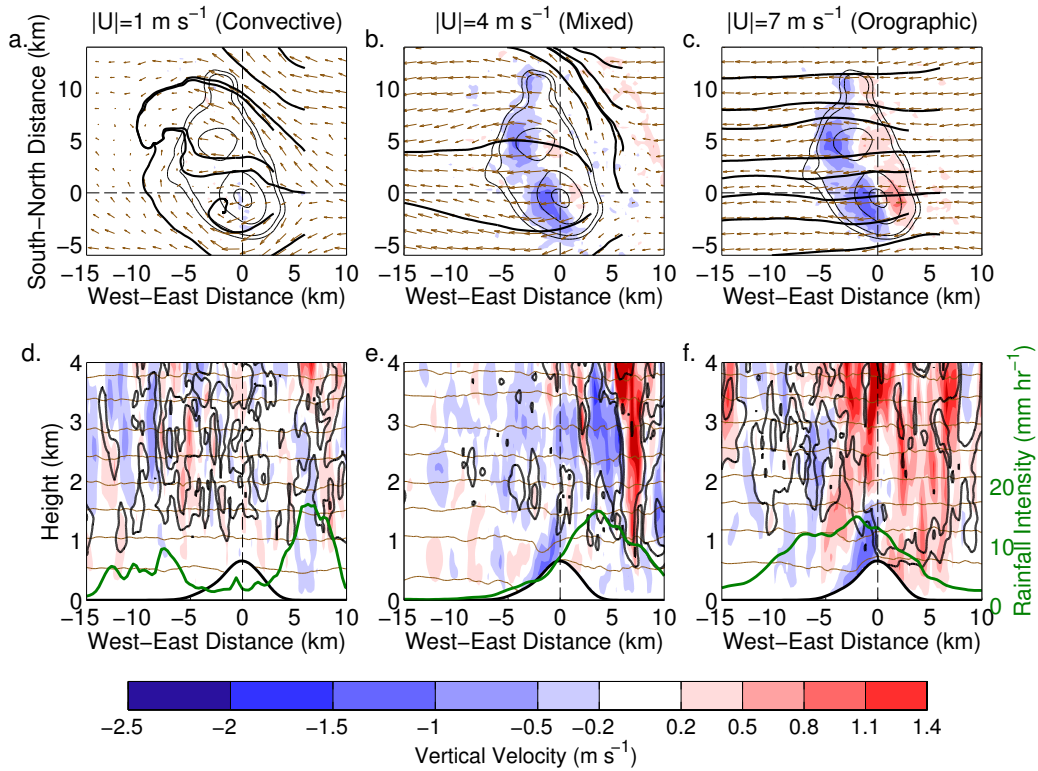 |U|=1 m s⁻¹ (Convective) |U|=4 m s⁻¹ (Mixed) |U|=7 m s⁻¹ (Orographic)
a. b. c.
South−North Distance (km)
10 10 10
5 5 5
0 0 0
−5 −5 −5
−15 −10 −5 0 5 10 −15 −10 −5 0 5 10 −15 −10 −5 0 5 10
West−East Distance (km) West−East Distance (km) West−East Distance (km)
d. e. f.
Height (km)
4 4 4
3 3 3
2 2 2
1 1 1
0 0 0
20
10
0
Rainfall Intensity (mm hr⁻¹)
−15 −10 −5 0 5 10 −15 −10 −5 0 5 10 −15 −10 −5 0 5 10
West−East Distance (km) West−East Distance (km) West−East Distance (km)
−2.5 −2 −1.5 −1 −0.5 −0.2 0.2 0.5 0.8 1.1 1.4
Vertical Velocity (m s⁻¹)